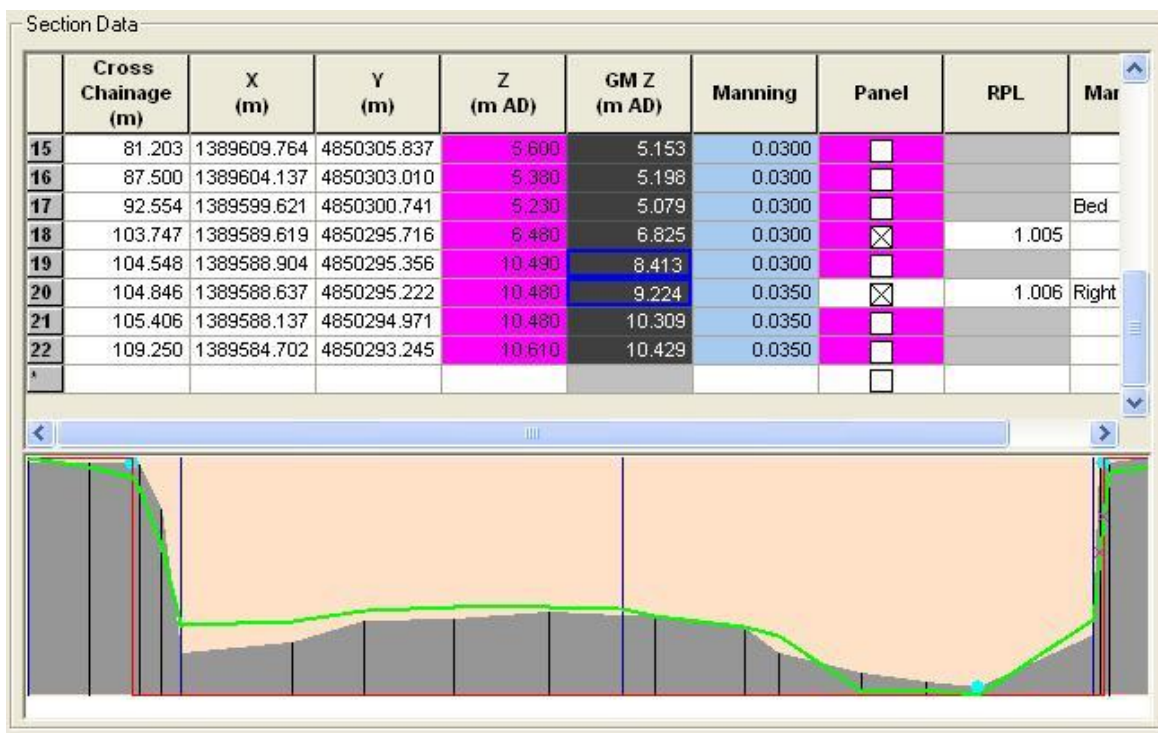 Section Data
Cross Chainage (m) X (m) Y (m) Z (m AD) GM Z (m AD) Manning Panel RPL Mar
15 81.203 1389609.764 4850305.837 5.600 5.153 0.0300
16 87.500 1389604.137 4850303.010 5.380 5.198 0.0300
17 92.554 1389599.621 4850300.741 5.230 5.079 0.0300 Bed
18 103.747 1389589.619 4850295.716 6.480 6.825 0.0300 1.005
19 104.548 1389588.904 4850295.356 10.490 8.413 0.0300
20 104.846 1389588.637 4850295.222 10.480 9.224 0.0350 1.006 Right
21 105.406 1389588.137 4850294.971 10.480 10.309 0.0350
22 109.250 1389584.702 4850293.245 10.610 10.429 0.0350
*